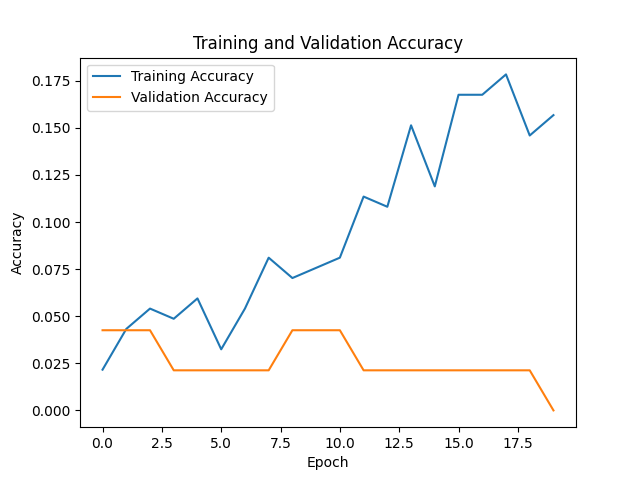 Training and Validation Accuracy
Training Accuracy
Validation Accuracy
Accuracy
0.175
0.150
0.125
0.100
0.075
0.050
0.025
0.000
0.0 2.5 5.0 7.5 10.0 12.5 15.0 17.5
Epoch